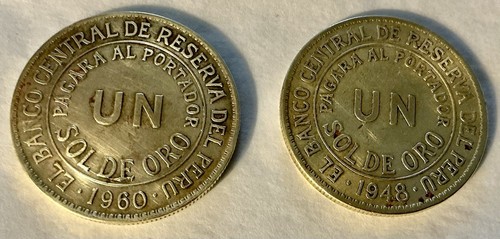 EL BANCO CENTRAL DE RESERVA DEL PERU
PAGARA AL PORTADOR
UN
SOL DE ORO
· 1960 ·
EL BANCO CENTRAL DE RESERVA DEL PERU
PAGARA AL PORTADOR
UN
SOL DE ORO
· 1948 ·